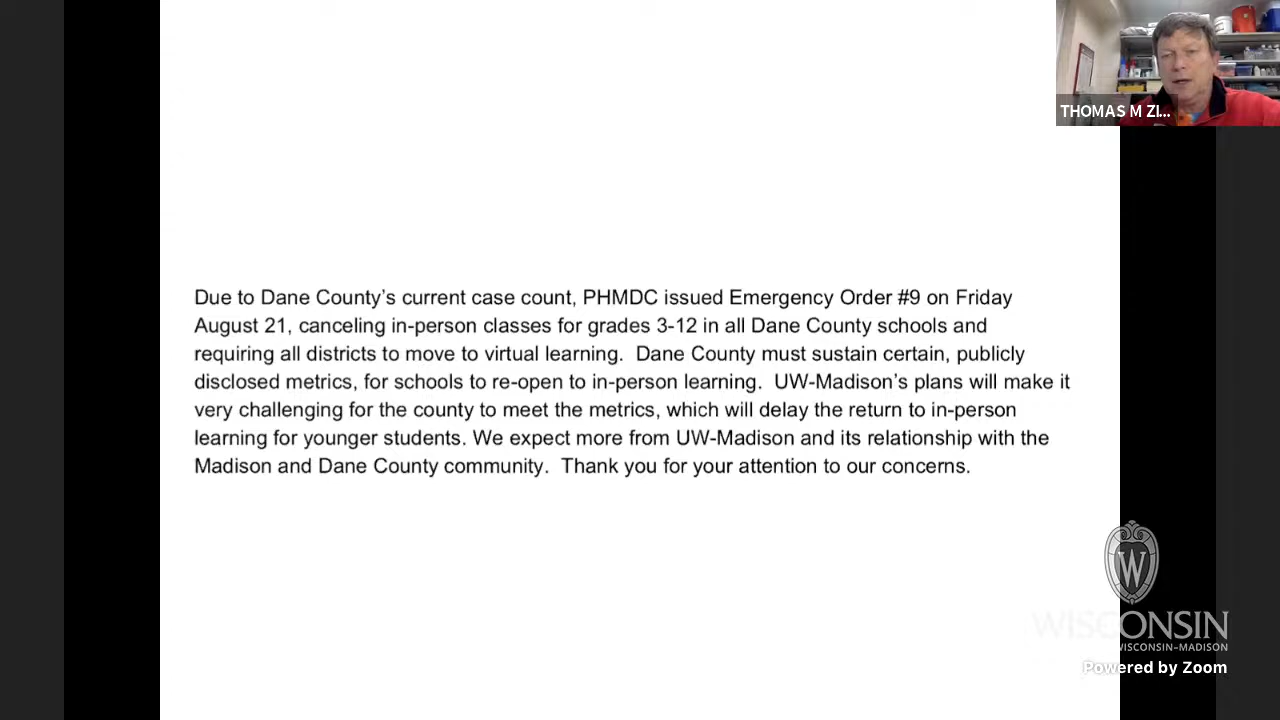 THOMAS M ZI...
Due to Dane County's current case count, PHMDC issued Emergency Order #9 on Friday
August 21, canceling in-person classes for grades 3-12 in all Dane County schools and
requiring all districts to move to virtual learning.  Dane County must sustain certain, publicly
disclosed metrics, for schools to re-open to in-person learning.  UW-Madison's plans will make it
very challenging for the county to meet the metrics, which will delay the return to in-person
learning for younger students. We expect more from UW-Madison and its relationship with the
Madison and Dane County community.  Thank you for your attention to our concerns.
W
WISCONSIN
WISCONSIN–MADISON
Powered by Zoom